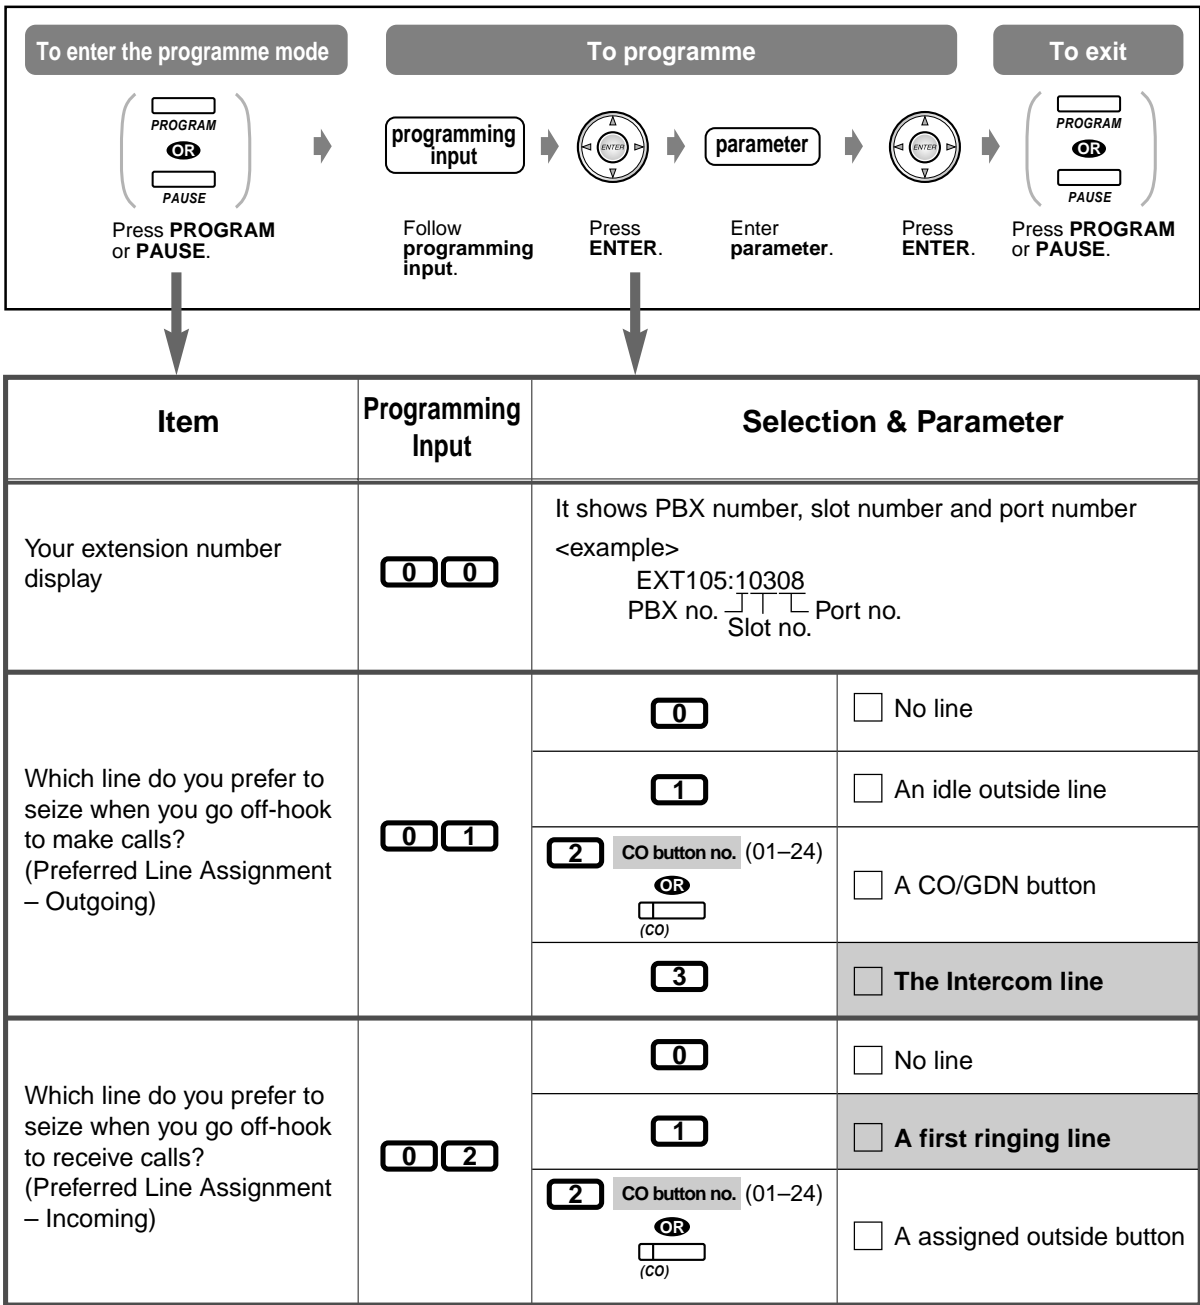 To enter the programme mode
To programme
To exit
PROGRAM
OR
PAUSE
programming
input
ENTER
parameter
ENTER
PROGRAM
OR
PAUSE
Press PROGRAM
or PAUSE.
Follow
programming
input.
Press
ENTER.
Enter
parameter.
Press
ENTER.
Press PROGRAM
or PAUSE.
Item
Programming
Input
Selection & Parameter
Your extension number
display
0 0
It shows PBX number, slot number and port number
<example>
EXT105:10308
PBX no. Port no.
Slot no.
Which line do you prefer to
seize when you go off-hook
to make calls?
(Preferred Line Assignment
– Outgoing)
0 1
0 No line
1 An idle outside line
2 CO button no. (01–24)
OR
(CO)
A CO/GDN button
3 The Intercom line
Which line do you prefer to
seize when you go off-hook
to receive calls?
(Preferred Line Assignment
– Incoming)
0 2
0 No line
1 A first ringing line
2 CO button no. (01–24)
OR
(CO)
A assigned outside button